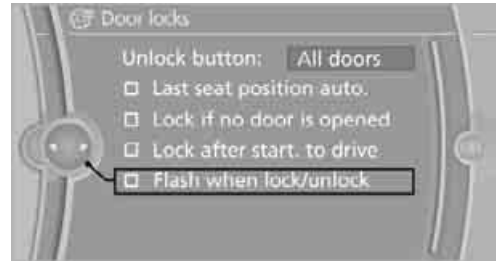 Door locks
Unlock button: All doors
Last seat position auto.
Lock if no door is opened
Lock after start. to drive
Flash when lock/unlock